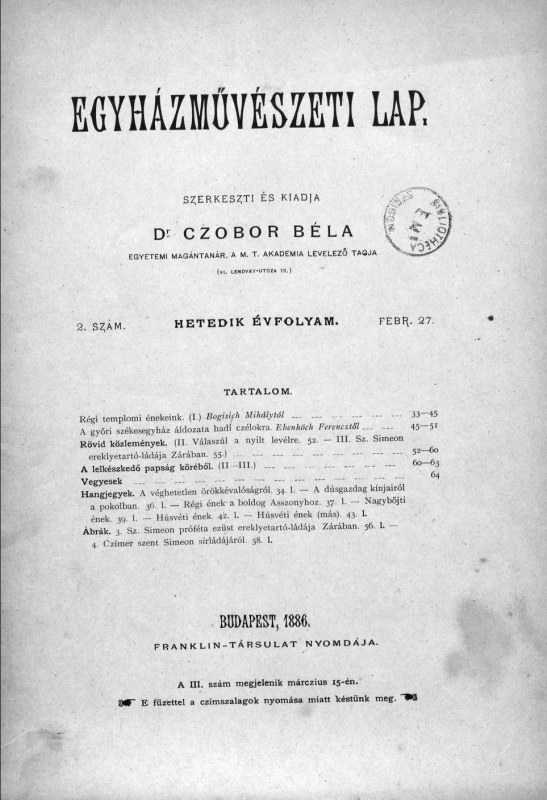 EGYHÁZMŰVÉSZETI LAP.
SZERKESZTI ÉS KIADJA
Dr CZOBOR BÉLA
EGYETEMI MAGÁNTANÁR, A M. T. AKADEMIA LEVELEZŐ TAGJA
(VI. LENDVAY-UTCZA 12.)
BIBLIOTHECA
2. SZÁM. HETEDIK ÉVFOLYAM. FEBR. 27.
TARTALOM.
Régi templomi énekeink. (I.) Bogisich Mihálytól 33—45
A győri székesegyház áldozata hadi czélokra. Ebenhöch Ferencztől 45—51
Rövid közlemények. (II. Válaszúl a nyilt levélre. 52. — III. Sz. Simeon
ereklyetartó-ládája Zárában. 55.) 52—60
A lelkészkedő papság köréből. (II—III.) 60—63
Vegyesek 64
Hangjegyek. A véghetetlen örökkévalóságról. 34. l. — A dúsgazdag kinjairól
a pokolban. 36. l. — Régi ének a boldog Asszonyhoz. 37. l. — Nagybőjti
ének. 39. l. — Húsvéti ének. 42. l. — Húsvéti ének (más). 43. l.
Ábrák. 3. Sz. Simeon próféta ezüst ereklyetartó-ládája Zárában. 56. l. —
4. Czímer szent Simeon sírládájáról. 58. l.
BUDAPEST, 1886.
FRANKLIN-TÁRSULAT NYOMDÁJA.
A III. szám megjelenik márczius 15-én.
E füzettel a czímszalagok nyomása miatt késtünk meg.